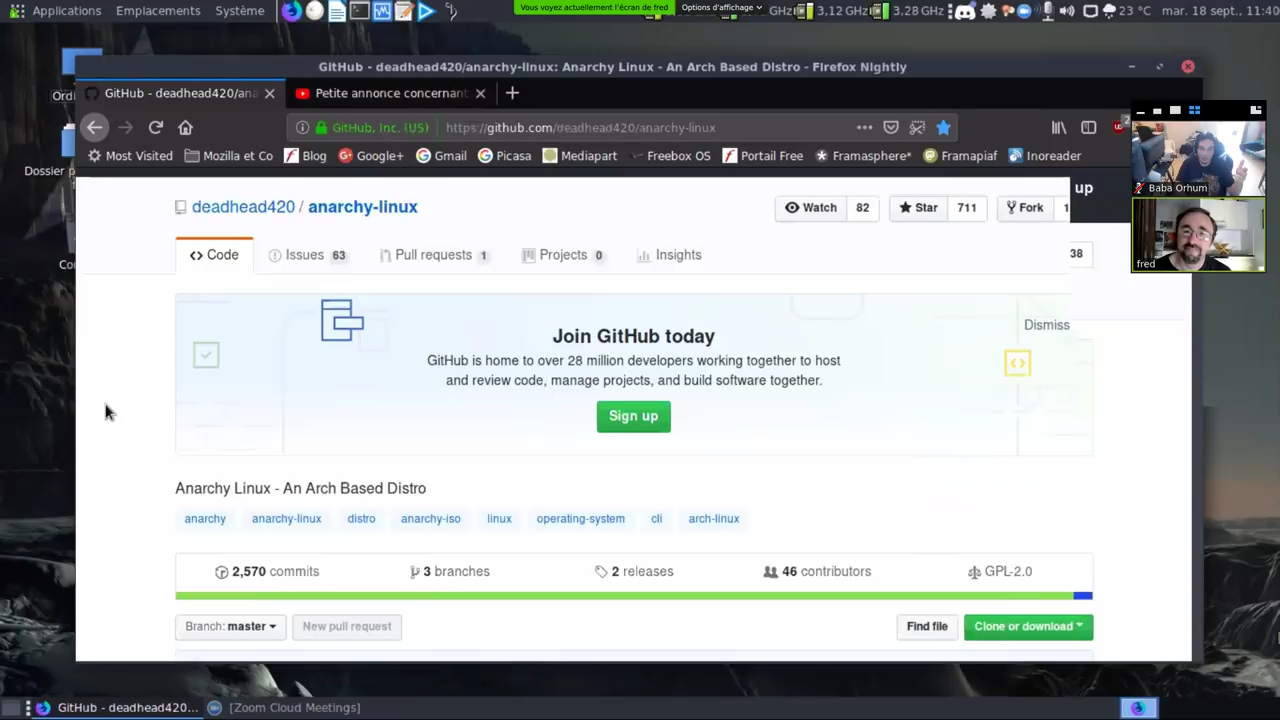 Applications Emplacements Système
Vous voyez actuellement l'écran de fred
Options d'affichage
GHz 3,12 GHz 3,28 GHz 23 °C mar. 18 sept., 11:40
GitHub - deadhead420/anarchy-linux: Anarchy Linux - An Arch Based Distro - Firefox Nightly
GitHub - deadhead420/ana
Petite annonce concernant
GitHub, Inc. (US)
https://github.com/deadhead420/anarchy-linux
2
Most Visited
Mozilla et Co
Blog
Google+
Gmail
Picasa
Mediapart
Freebox OS
Portail Free
Framasphere*
Framapiaf
Inoreader
Dossier p
up
Baba Orhum
fred
deadhead420 / anarchy-linux
Watch 82
Star 711
Fork 1
38
Code
Issues 63
Pull requests 1
Projects 0
Insights
Join GitHub today
Dismiss
GitHub is home to over 28 million developers working together to host
and review code, manage projects, and build software together.
Sign up
Anarchy Linux - An Arch Based Distro
anarchy anarchy-linux distro anarchy-iso linux operating-system cli arch-linux
2,570 commits
3 branches
2 releases
46 contributors
GPL-2.0
Branch: master
New pull request
Find file
Clone or download
GitHub - deadhead420...
[Zoom Cloud Meetings]